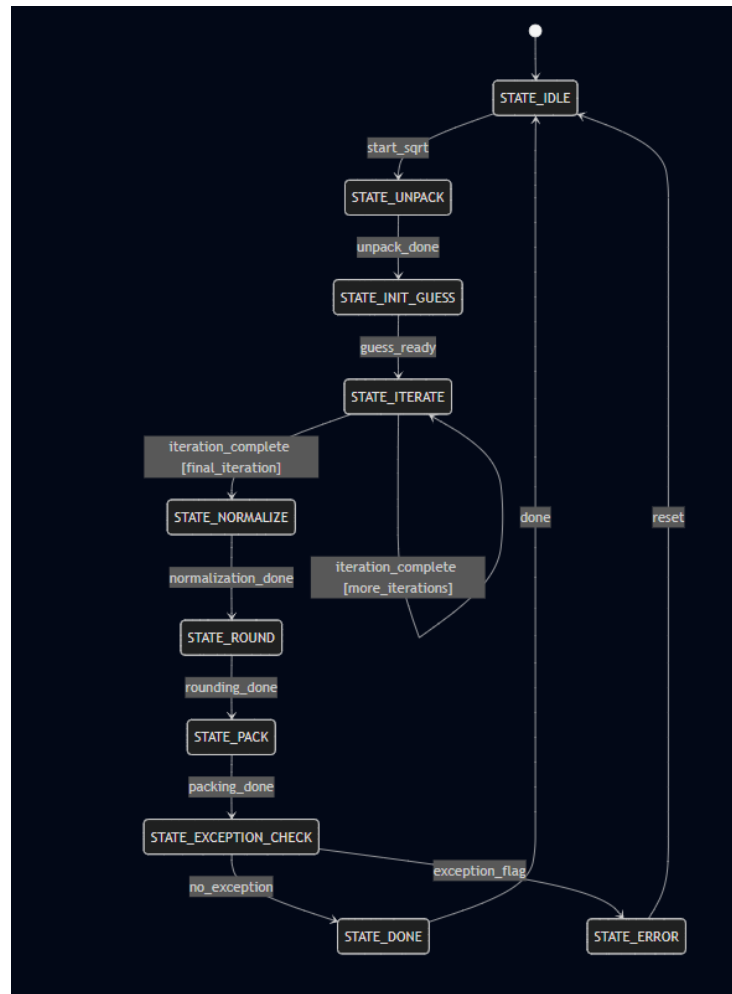 STATE_IDLE
start_sqrt
STATE_UNPACK
unpack_done
STATE_INIT_GUESS
guess_ready
STATE_ITERATE
iteration_complete
[final_iteration]
STATE_NORMALIZE
done
reset
iteration_complete
[more_iterations]
normalization_done
STATE_ROUND
rounding_done
STATE_PACK
packing_done
STATE_EXCEPTION_CHECK
exception_flag
no_exception
STATE_DONE
STATE_ERROR